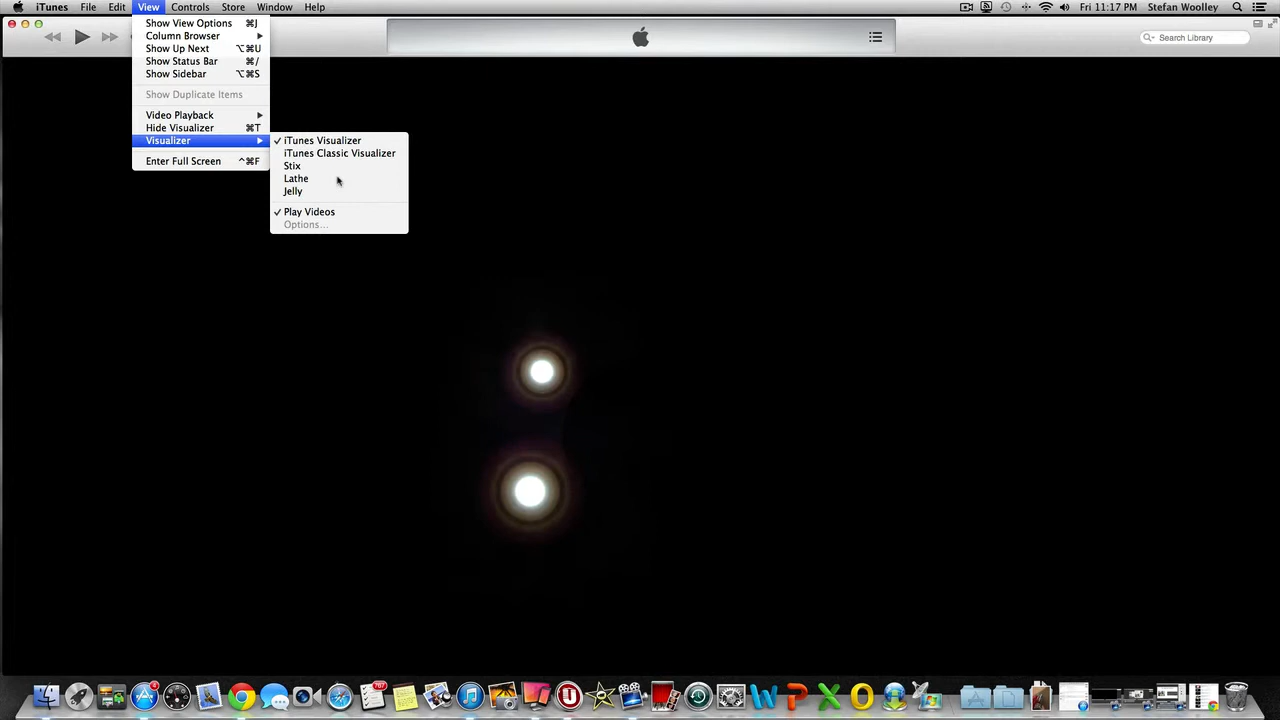 iTunes File Edit View Controls Store Window Help Fri 11:17 PM Stefan Woolley
Search Library
Show View Options ⌘J
Column Browser
Show Up Next ⌥⌘U
Show Status Bar ⌘/
Show Sidebar ⌥⌘S
Show Duplicate Items
Video Playback
Hide Visualizer ⌘T
Visualizer
Enter Full Screen ^⌘F
✓ iTunes Visualizer
iTunes Classic Visualizer
Stix
Lathe
Jelly
✓ Play Videos
Options...